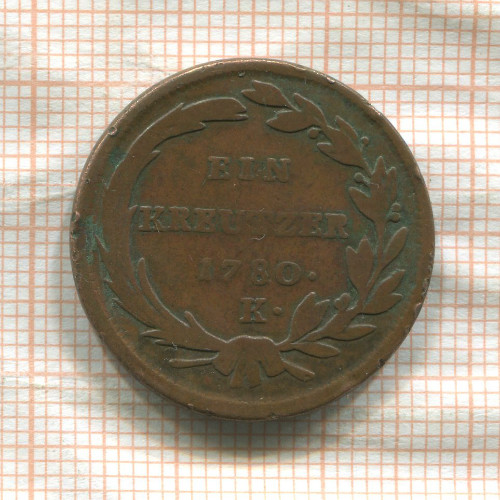 EIN
KREUTZER
1780.
K.